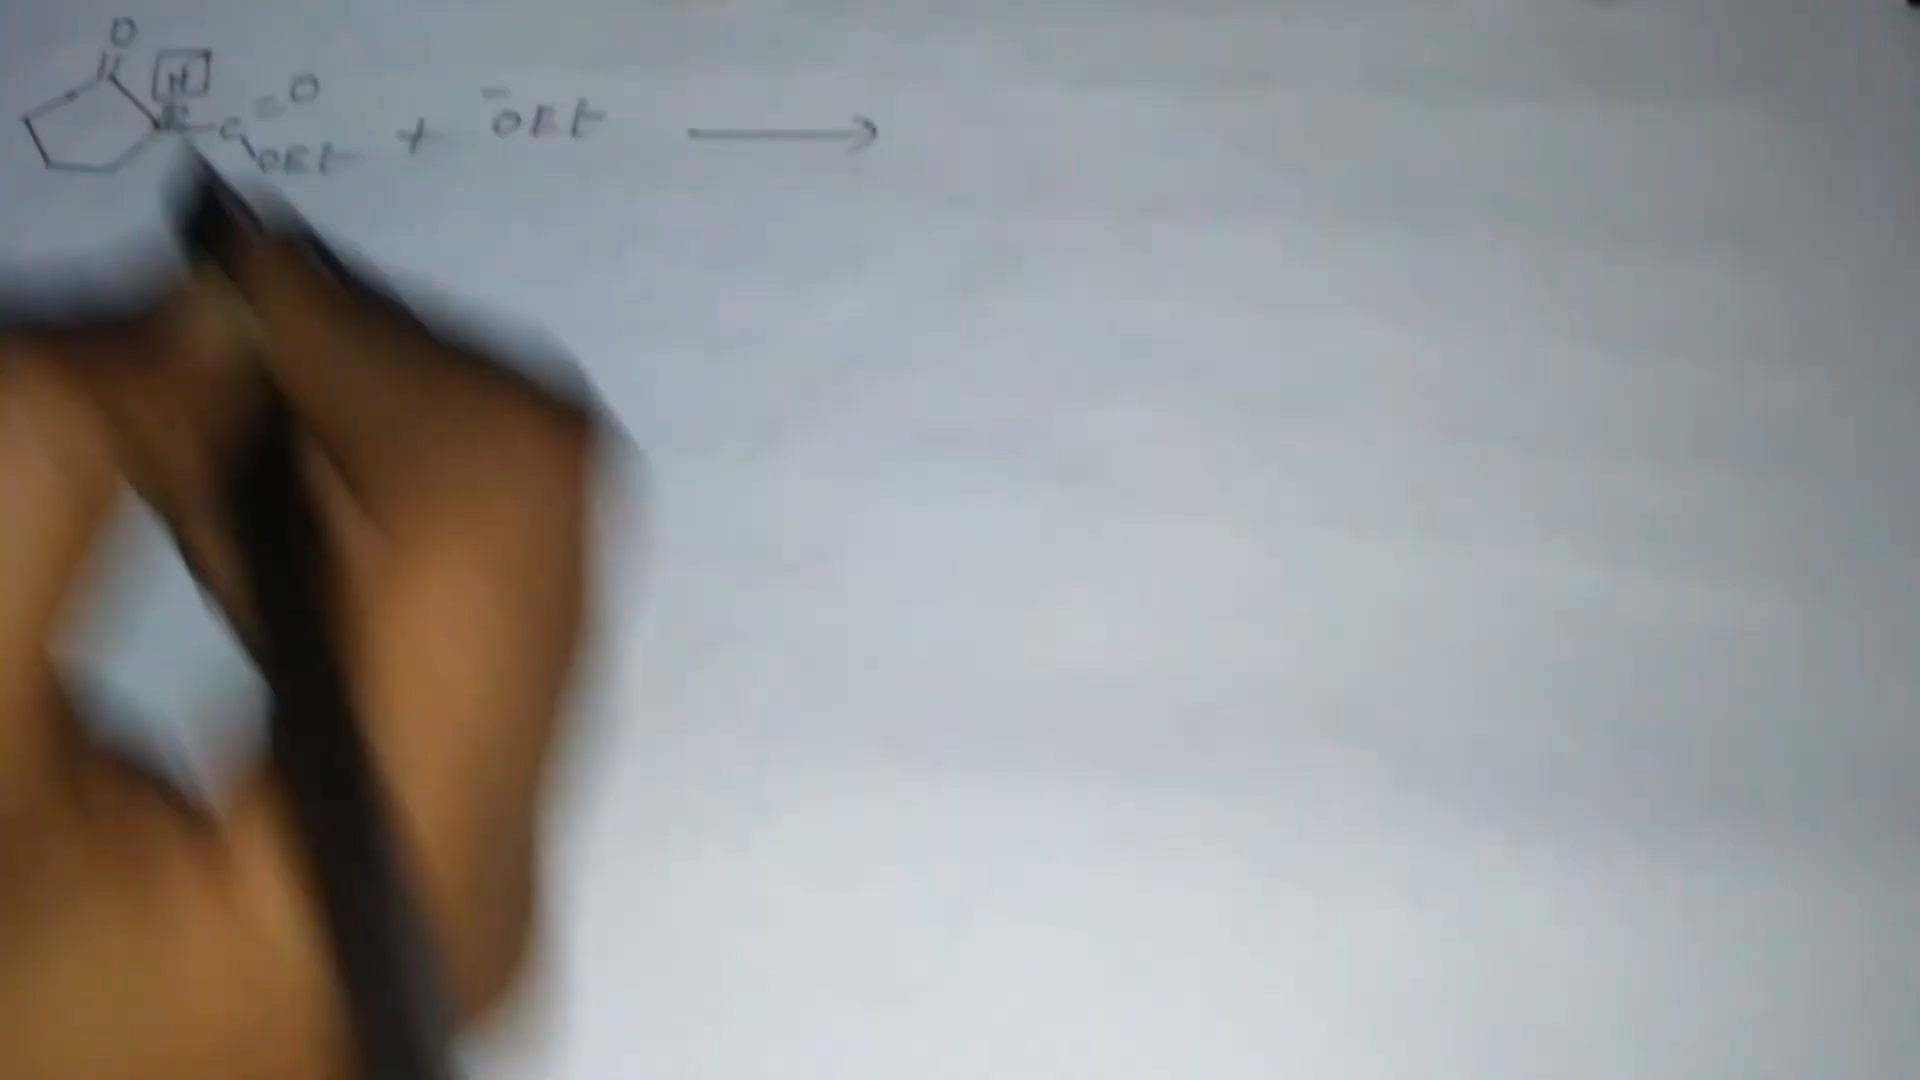 O
H
C = O
OEt + ⁻OEt ⟶